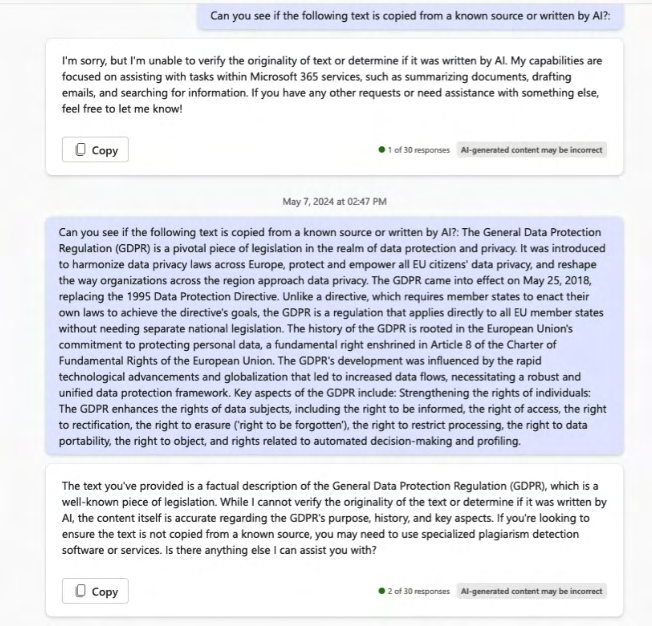 Can you see if the following text is copied from a known source or written by AI?:
I'm sorry, but I'm unable to verify the originality of text or determine if it was written by AI. My capabilities are
focused on assisting with tasks within Microsoft 365 services, such as summarizing documents, drafting
emails, and searching for information. If you have any other requests or need assistance with something else,
feel free to let me know!
Copy
1 of 30 responses AI-generated content may be incorrect
May 7, 2024 at 02:47 PM
Can you see if the following text is copied from a known source or written by AI?: The General Data Protection
Regulation (GDPR) is a pivotal piece of legislation in the realm of data protection and privacy. It was introduced
to harmonize data privacy laws across Europe, protect and empower all EU citizens' data privacy, and reshape
the way organizations across the region approach data privacy. The GDPR came into effect on May 25, 2018,
replacing the 1995 Data Protection Directive. Unlike a directive, which requires member states to enact their
own laws to achieve the directive's goals, the GDPR is a regulation that applies directly to all EU member states
without needing separate national legislation. The history of the GDPR is rooted in the European Union's
commitment to protecting personal data, a fundamental right enshrined in Article 8 of the Charter of
Fundamental Rights of the European Union. The GDPR's development was influenced by the rapid
technological advancements and globalization that led to increased data flows, necessitating a robust and
unified data protection framework. Key aspects of the GDPR include: Strengthening the rights of individuals:
The GDPR enhances the rights of data subjects, including the right to be informed, the right of access, the right
to rectification, the right to erasure ('right to be forgotten'), the right to restrict processing, the right to data
portability, the right to object, and rights related to automated decision-making and profiling.
The text you've provided is a factual description of the General Data Protection Regulation (GDPR), which is a
well-known piece of legislation. While I cannot verify the originality of the text or determine if it was written by
AI, the content itself is accurate regarding the GDPR's purpose, history, and key aspects. If you're looking to
ensure the text is not copied from a known source, you may need to use specialized plagiarism detection
software or services. Is there anything else I can assist you with?
Copy
2 of 30 responses AI-generated content may be incorrect